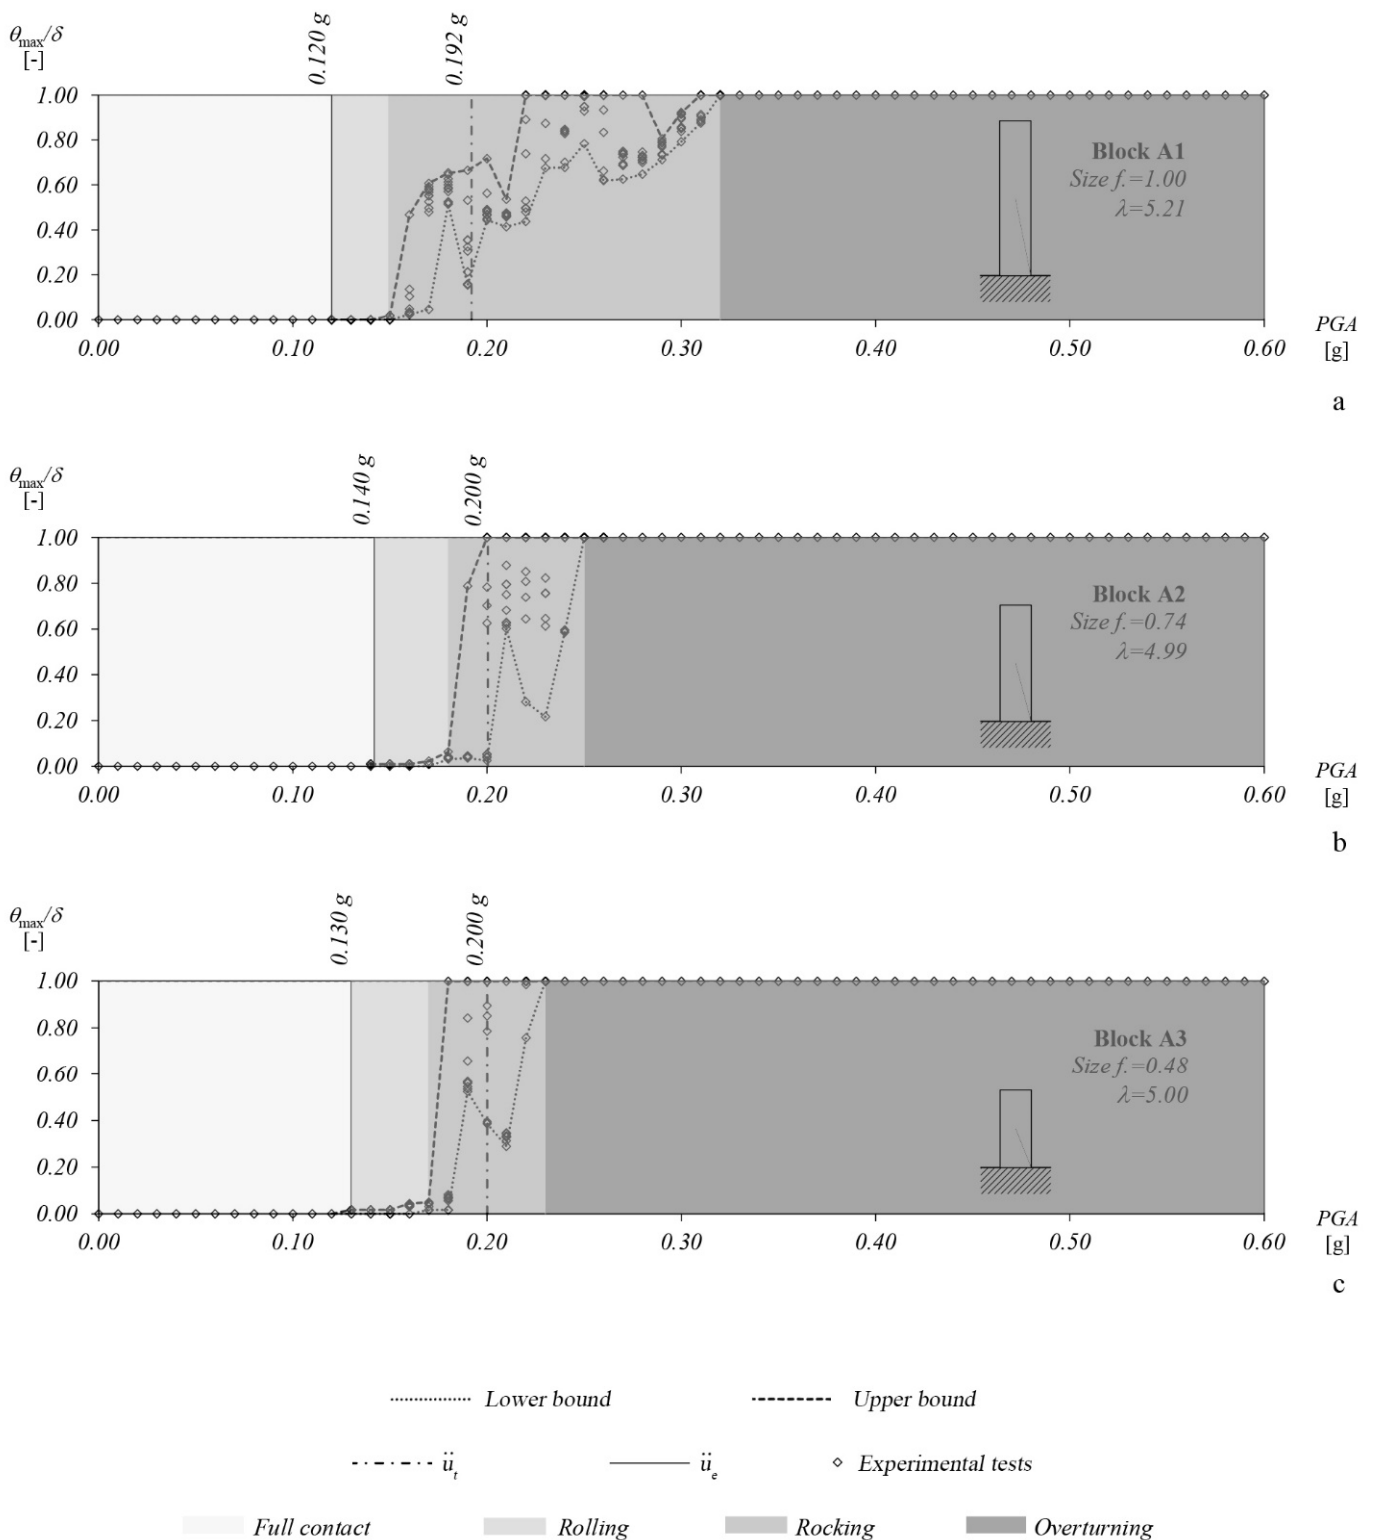 θmax/δ
[-]
0.120 g
0.192 g
1.00
0.80
0.60
0.40
0.20
0.00
Block A1
Size f.=1.00
λ=5.21
0.00 0.10 0.20 0.30 0.40 0.50 0.60
PGA
[g]
a
θmax/δ
[-]
0.140 g
0.200 g
1.00
0.80
0.60
0.40
0.20
0.00
Block A2
Size f.=0.74
λ=4.99
0.00 0.10 0.20 0.30 0.40 0.50 0.60
PGA
[g]
b
θmax/δ
[-]
0.130 g
0.200 g
1.00
0.80
0.60
0.40
0.20
0.00
Block A3
Size f.=0.48
λ=5.00
0.00 0.10 0.20 0.30 0.40 0.50 0.60
PGA
[g]
c
Lower bound Upper bound
üt üe Experimental tests
Full contact Rolling Rocking Overturning